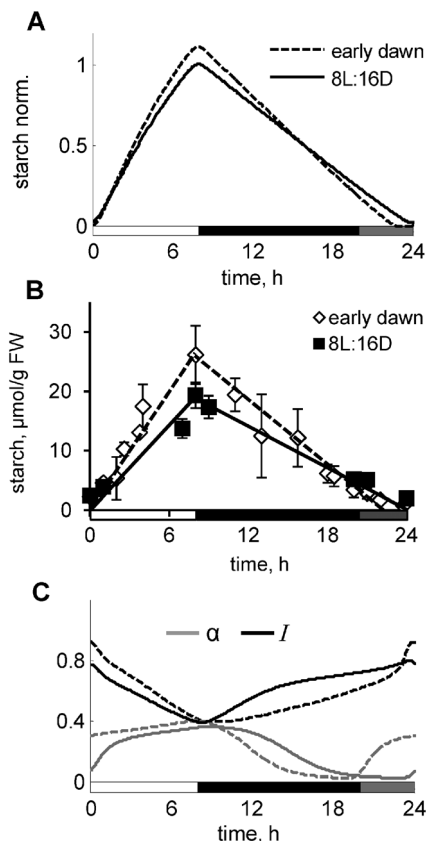 A
early dawn
8L:16D
starch norm.
1
0
0 6 12 18 24
time, h
B
early dawn
8L:16D
starch, µmol/g FW
30
20
10
0
0 6 12 18 24
time, h
C
α I
0.8
0.4
0
0 6 12 18 24
time, h